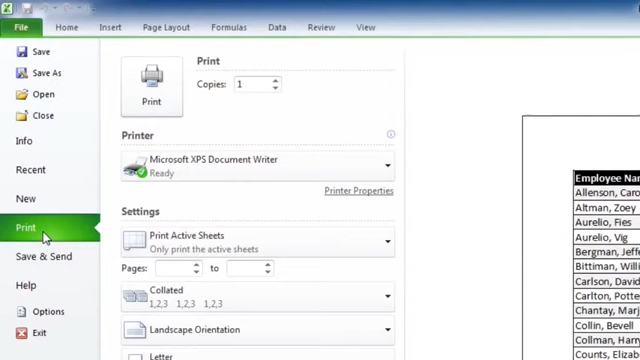 File Home Insert Page Layout Formulas Data Review View
Save
Save As
Open
Close
Info
Recent
New
Print
Save & Send
Help
Options
Exit
Print
Print
Copies: 1
Printer
Microsoft XPS Document Writer
Ready
Printer Properties
Settings
Print Active Sheets
Only print the active sheets
Pages: to
Collated
1,2,3 1,2,3 1,2,3
Landscape Orientation
Letter
Employee Nam
Allenson, Caro
Altman, Zoey
Aurelio, Fies
Aurelio, Vig
Bergman, Jeff
Bittiman, Willi
Carlson, David
Carlton, Potte
Chantay, Marj
Collin, Bevell
Collman, Harr
Counts, Elizab